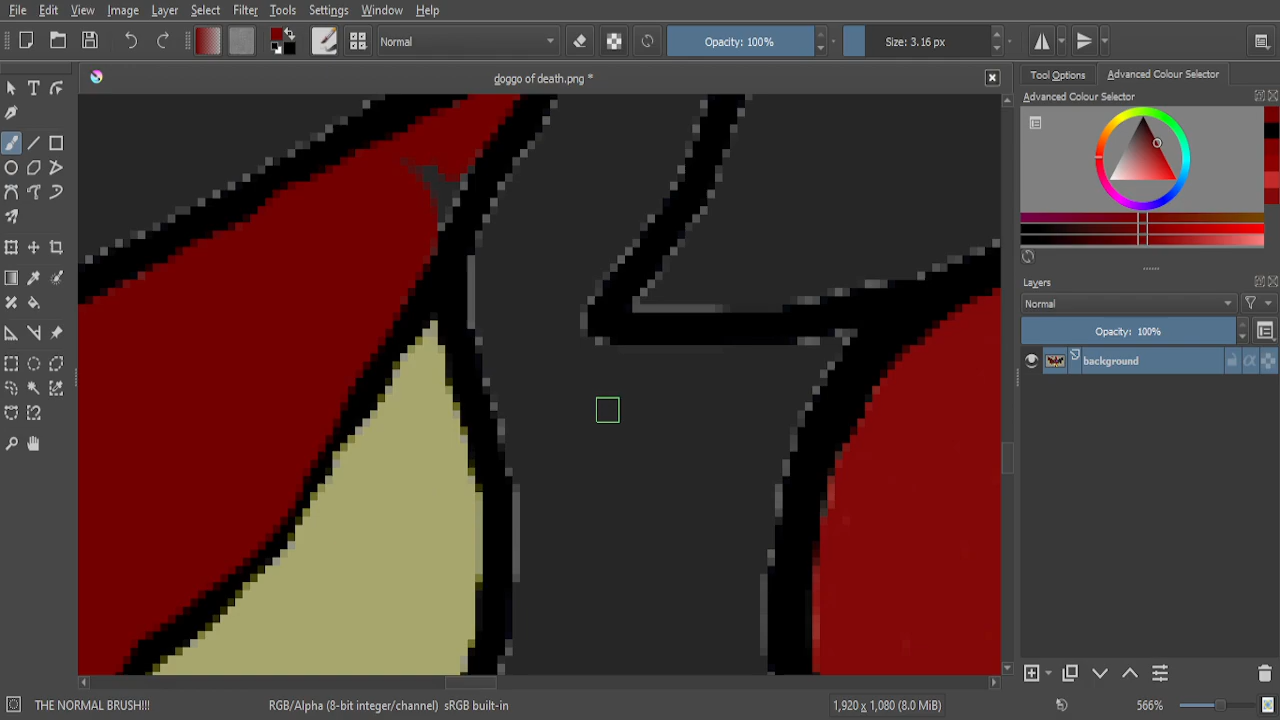 File Edit View Image Layer Select Filter Tools Settings Window Help
Normal Opacity: 100% Size: 3.16 px
doggo of death.png *
Tool Options Advanced Colour Selector
Advanced Colour Selector
Layers
Normal
Opacity: 100%
background
THE NORMAL BRUSH!!! RGB/Alpha (8-bit integer/channel) sRGB built-in 1,920 x 1,080 (8.0 MiB) 566%